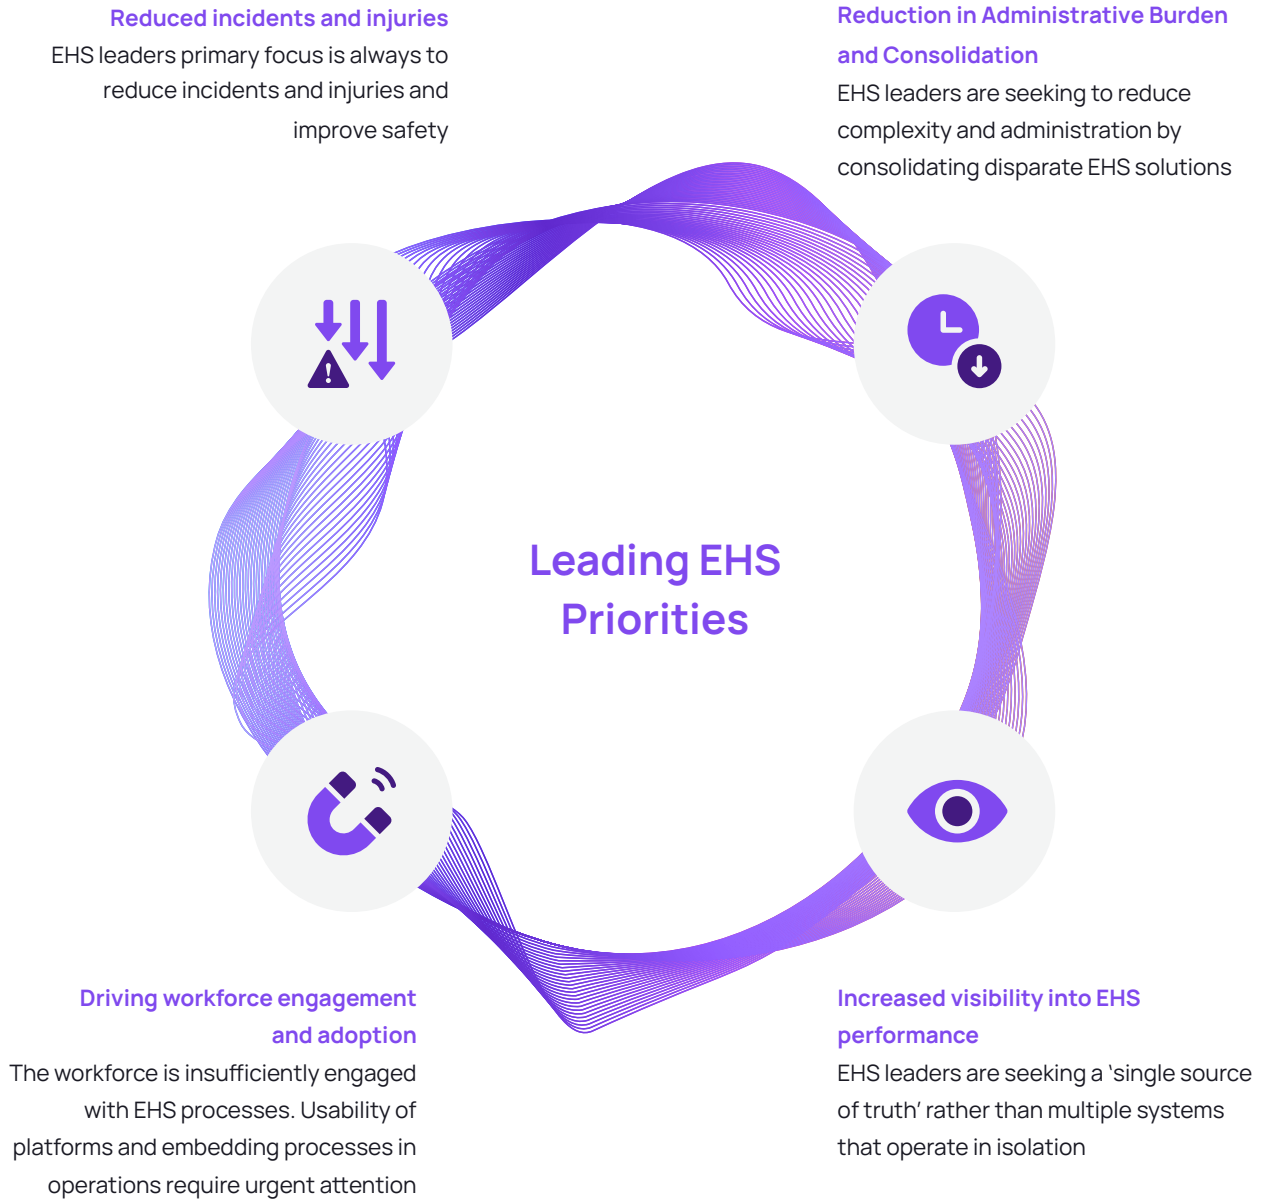 Reduced incidents and injuries
EHS leaders primary focus is always to
reduce incidents and injuries and
improve safety
Reduction in Administrative Burden
and Consolidation
EHS leaders are seeking to reduce
complexity and administration by
consolidating disparate EHS solutions
Leading EHS
Priorities
Driving workforce engagement
and adoption
The workforce is insufficiently engaged
with EHS processes. Usability of
platforms and embedding processes in
operations require urgent attention
Increased visibility into EHS
performance
EHS leaders are seeking a ‘single source
of truth’ rather than multiple systems
that operate in isolation